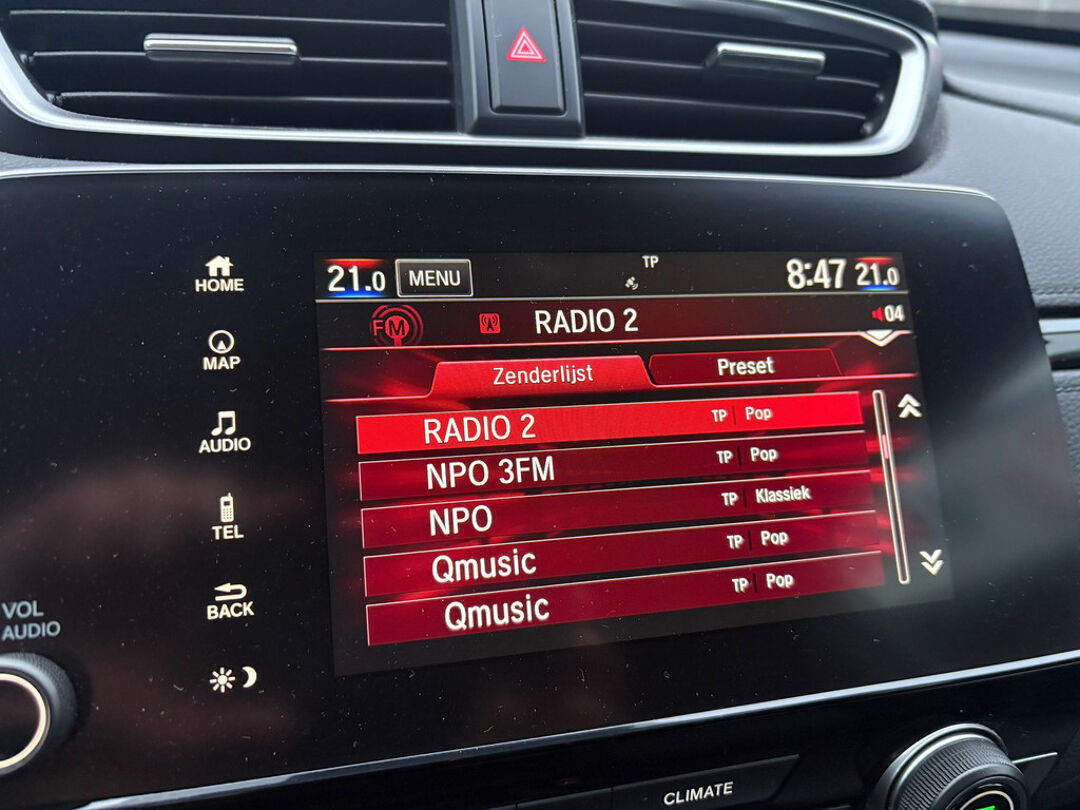 HOME
MAP
AUDIO
TEL
BACK
VOL
AUDIO
21.0 MENU TP 8:47 21.0
FM RADIO 2 04
Zenderlijst Preset
RADIO 2 TP Pop
NPO 3FM TP Pop
NPO TP Klassiek
Qmusic TP Pop
Qmusic TP Pop
CLIMATE